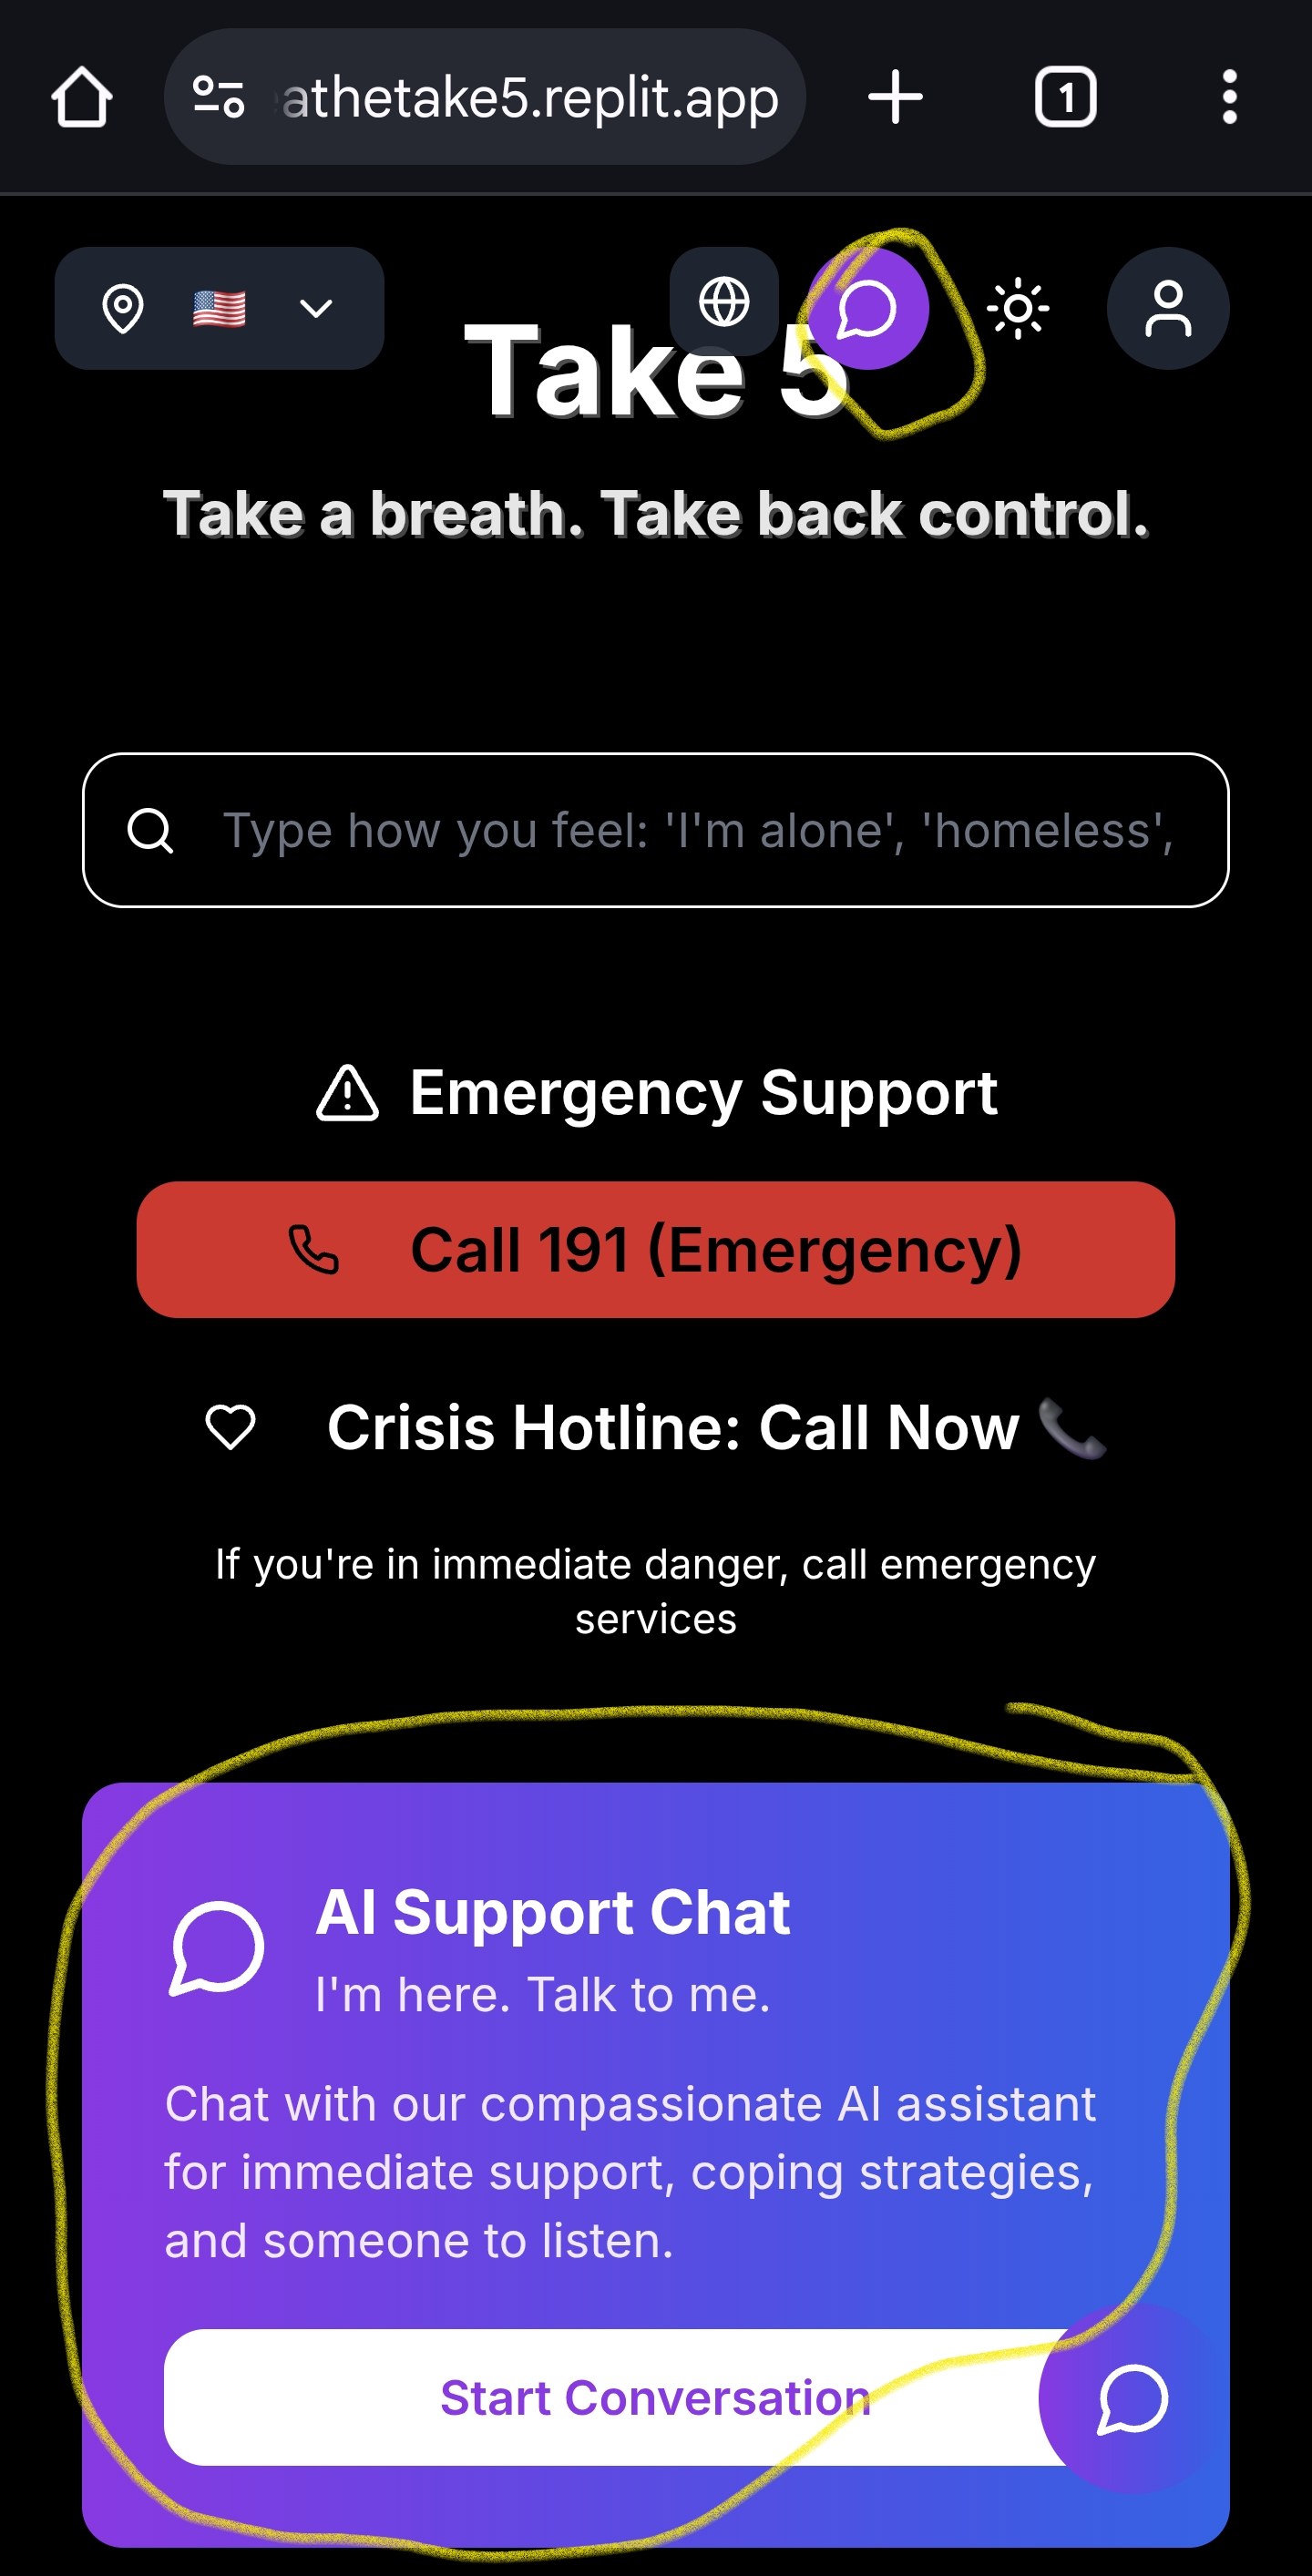 athetake5.replit.app
1
Take 5
Take a breath. Take back control.
Type how you feel: 'I'm alone', 'homeless',
Emergency Support
Call 191 (Emergency)
Crisis Hotline: Call Now 📞
If you're in immediate danger, call emergency
services
AI Support Chat
I'm here. Talk to me.
Chat with our compassionate AI assistant
for immediate support, coping strategies,
and someone to listen.
Start Conversation